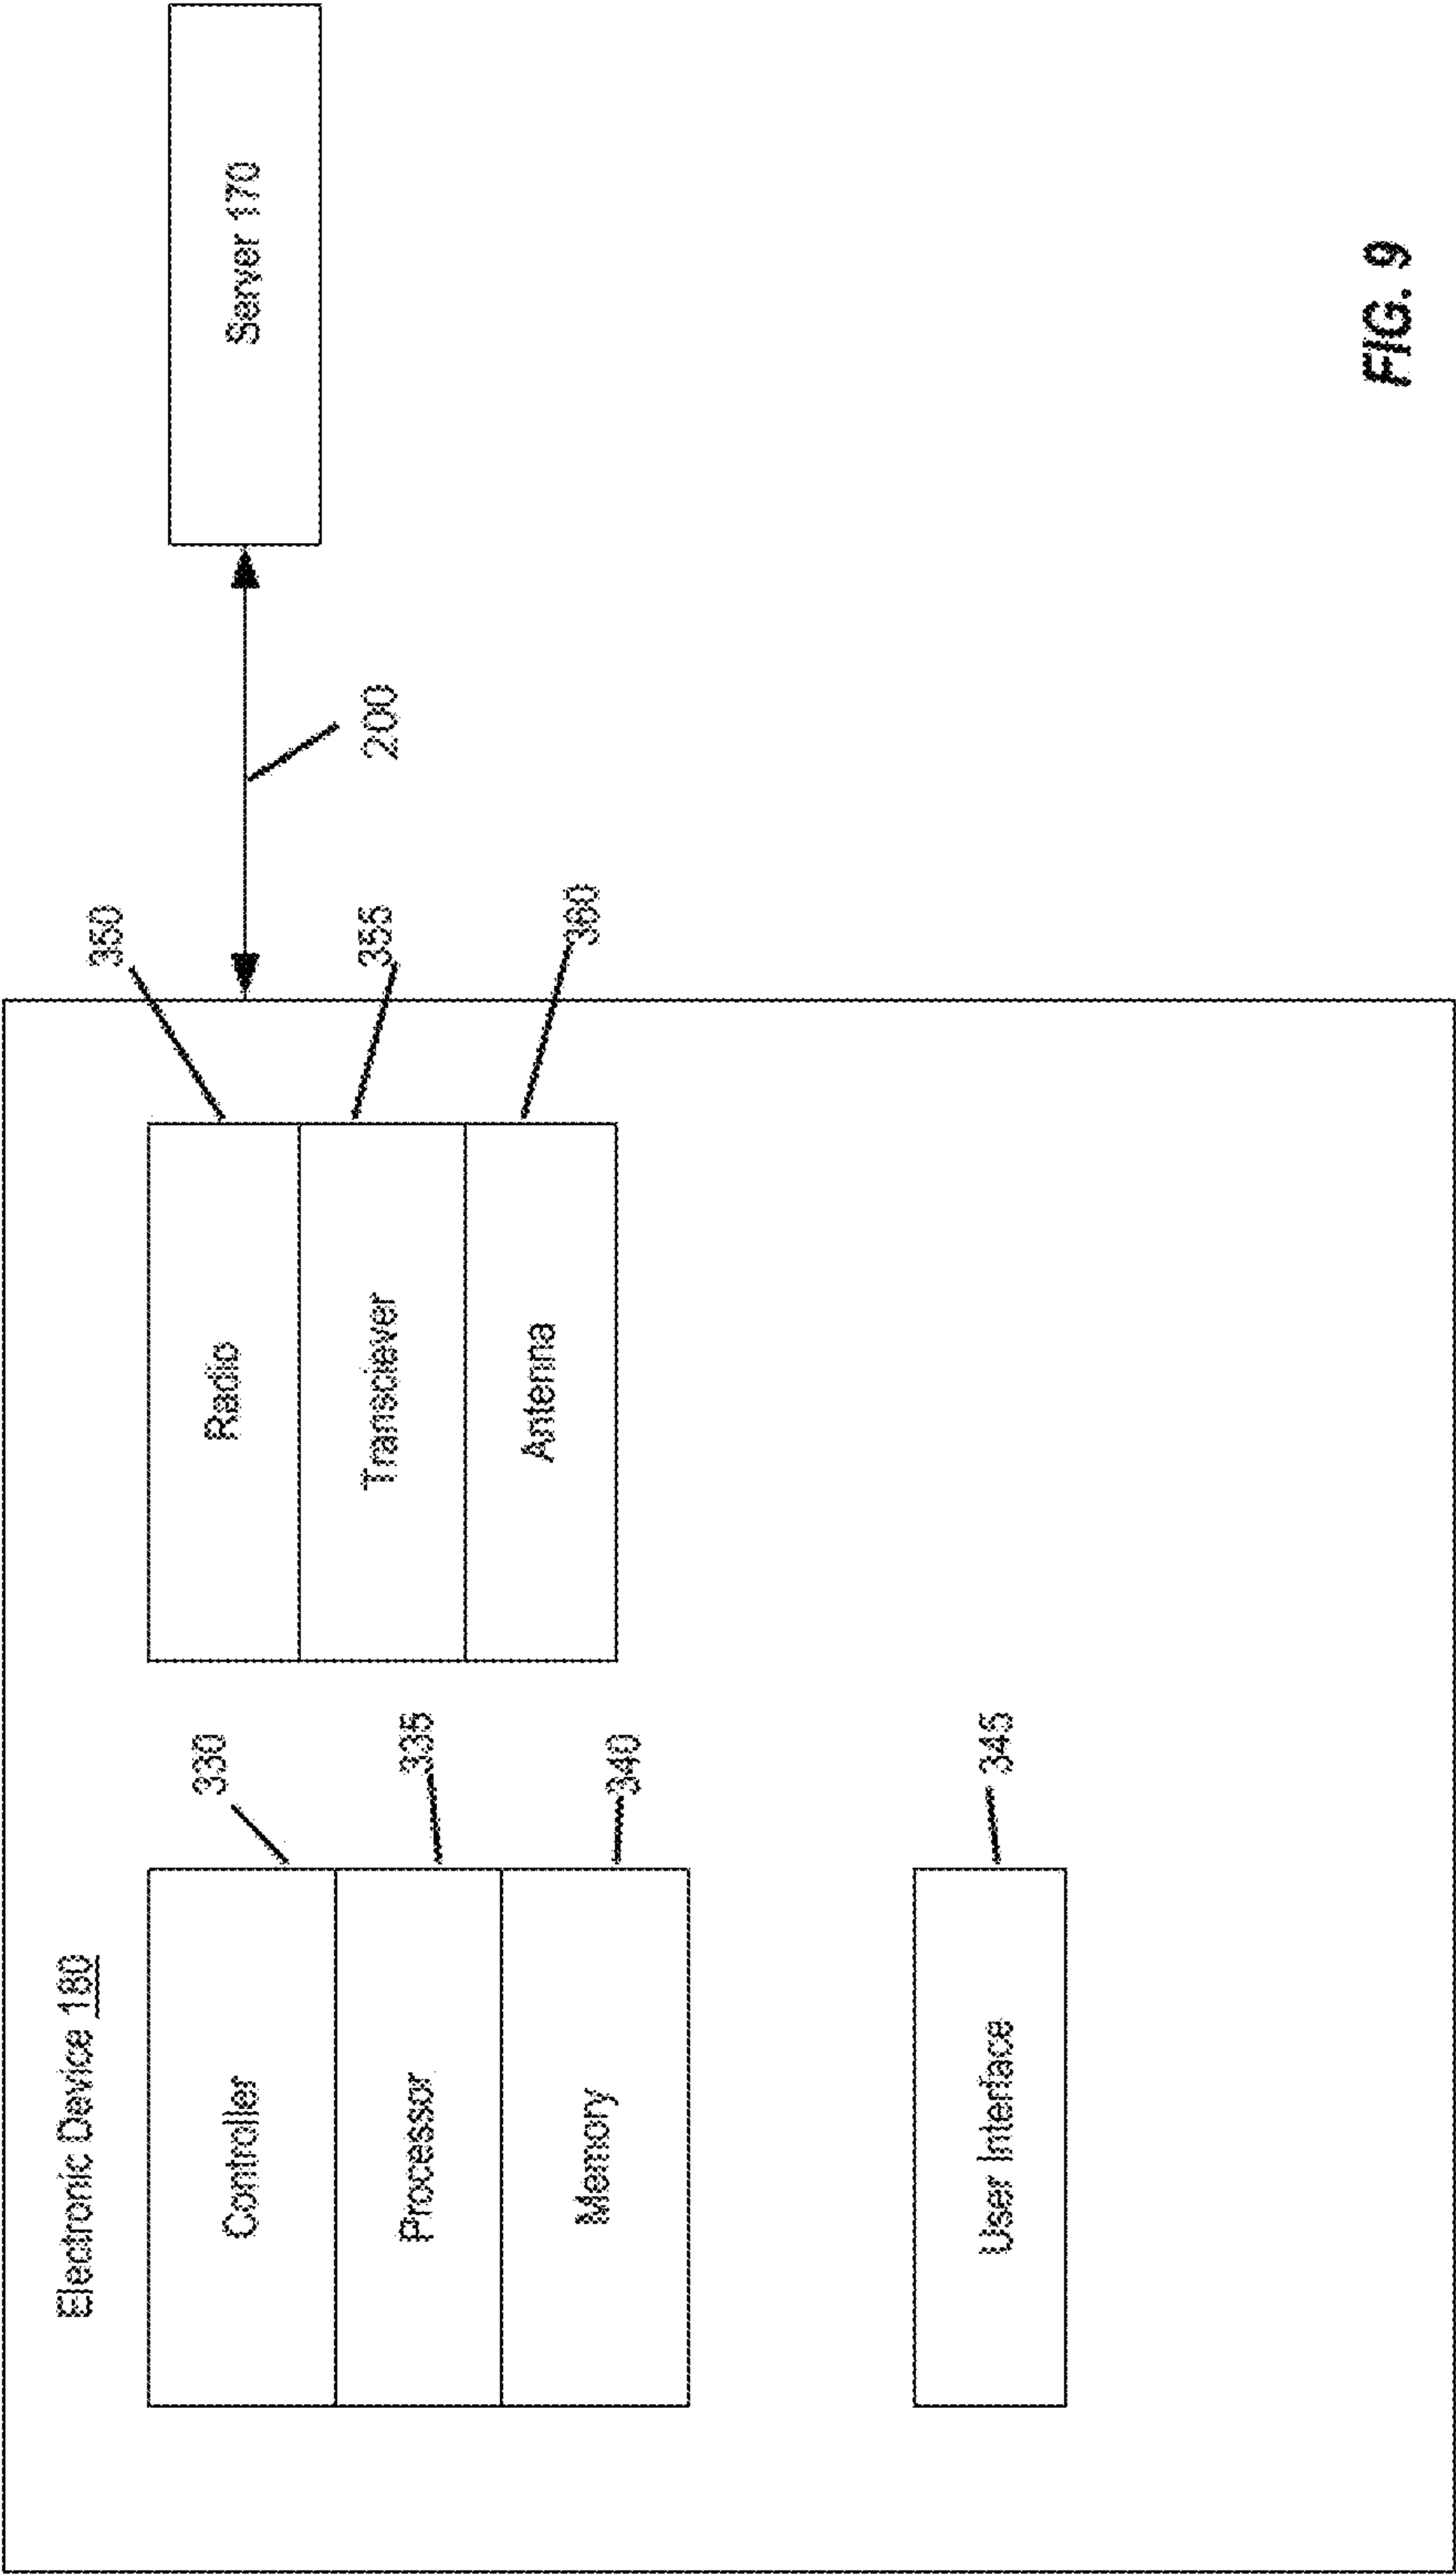 Electronic Device 180
Controller
330
Processor
335
Memory
340
User Interface
345
Radio
350
Transciever
355
Antenna
360
200
Server 170
FIG. 9